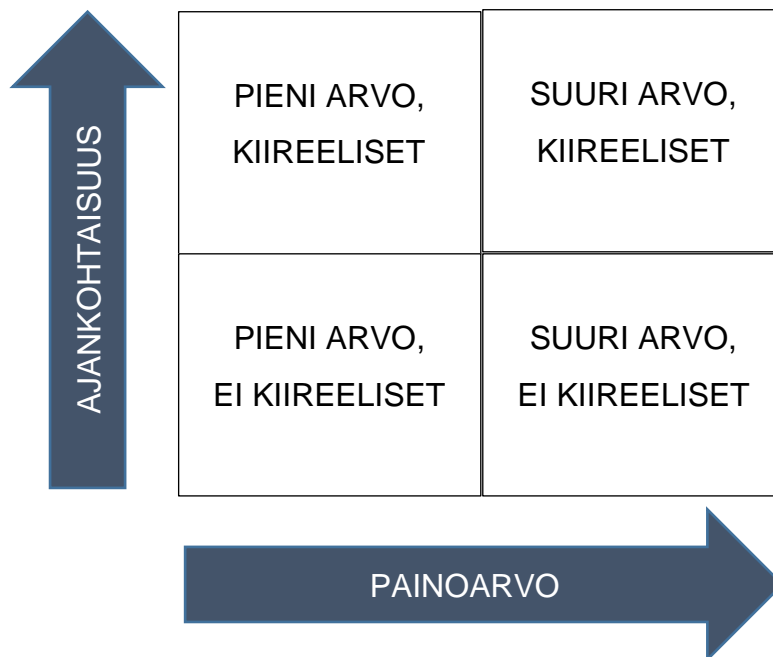 AJANKOHTAISUUS
PIENI ARVO,
KIIREELISET
SUURI ARVO,
KIIREELISET
PIENI ARVO,
EI KIIREELISET
SUURI ARVO,
EI KIIREELISET
PAINOARVO